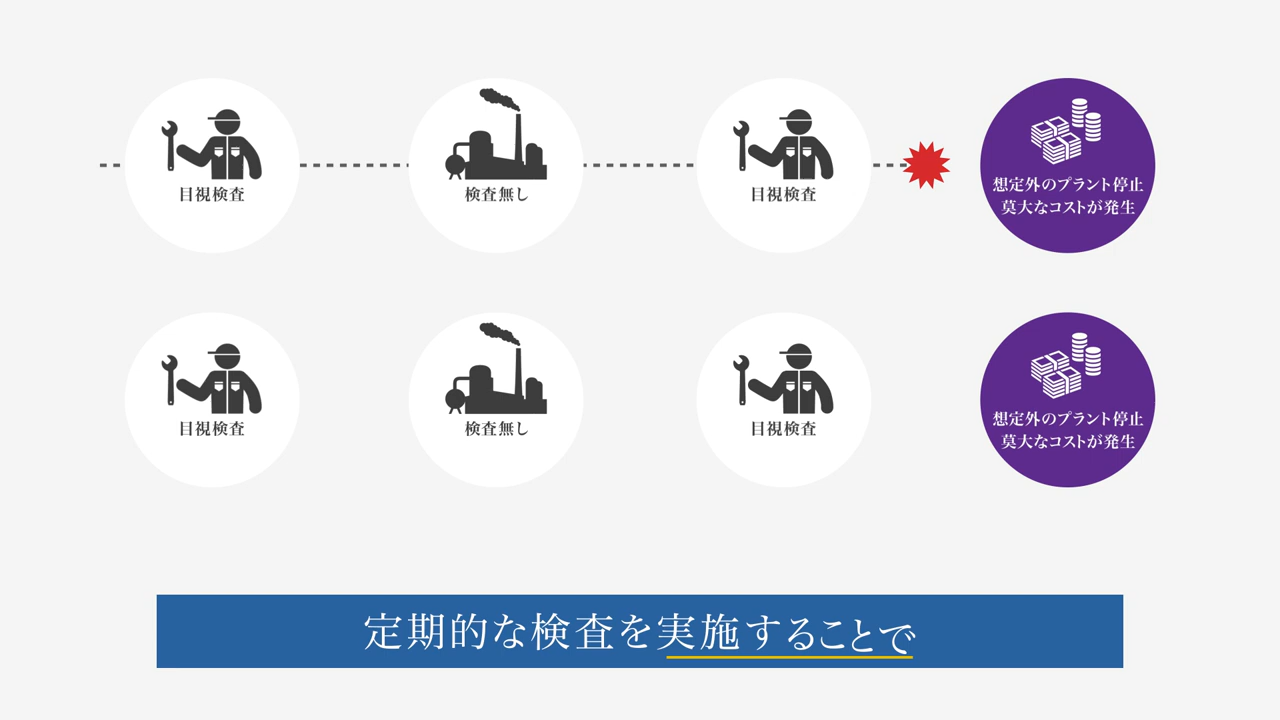 目視検査
検査無し
目視検査
想定外のプラント停止
莫大なコストが発生
目視検査
検査無し
目視検査
想定外のプラント停止
莫大なコストが発生
定期的な検査を実施することで